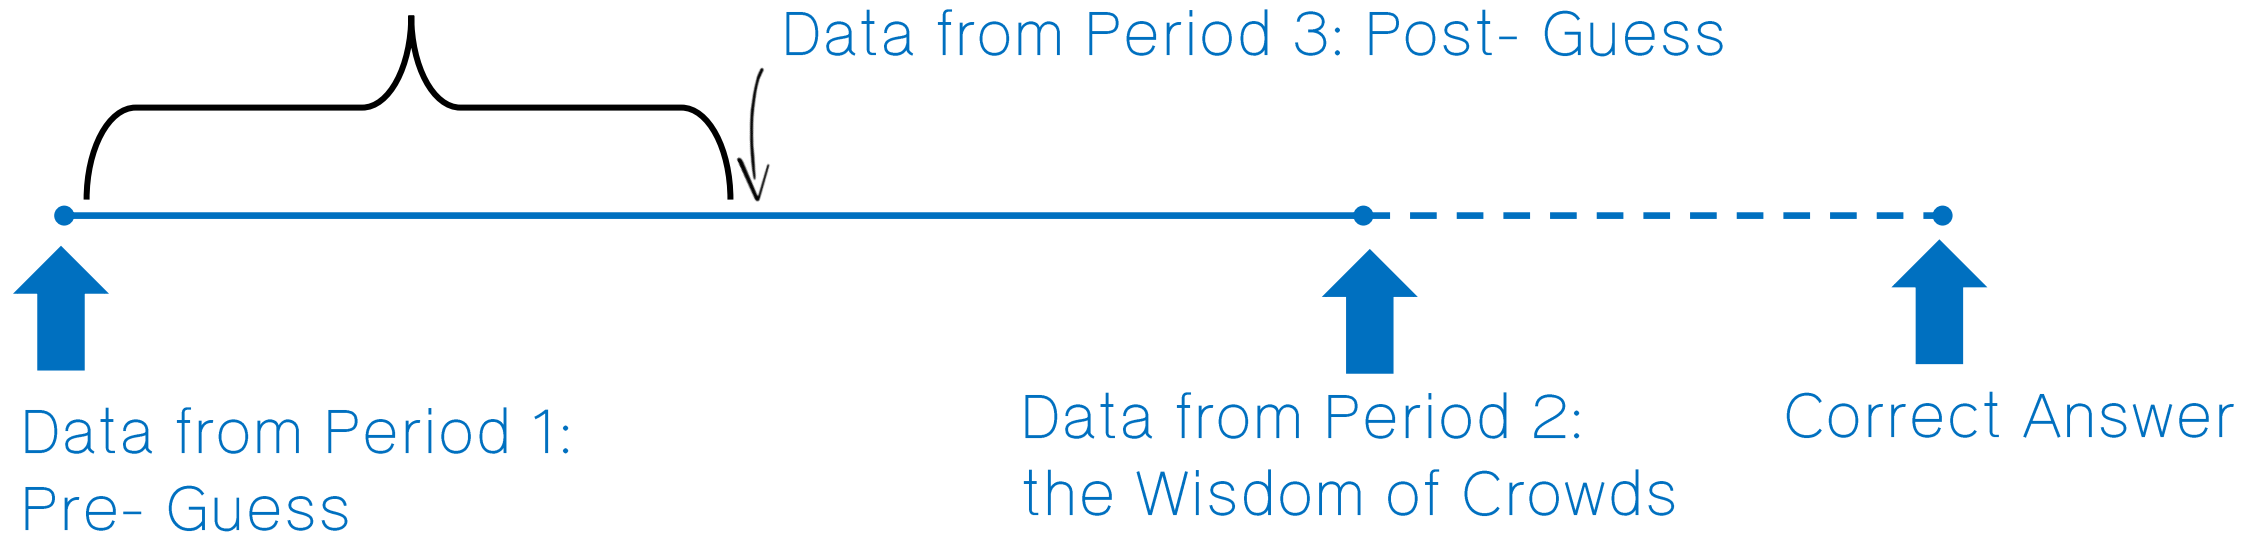 Data from Period 3: Post- Guess
Data from Period 1:
Pre- Guess
Data from Period 2:
the Wisdom of Crowds
Correct Answer